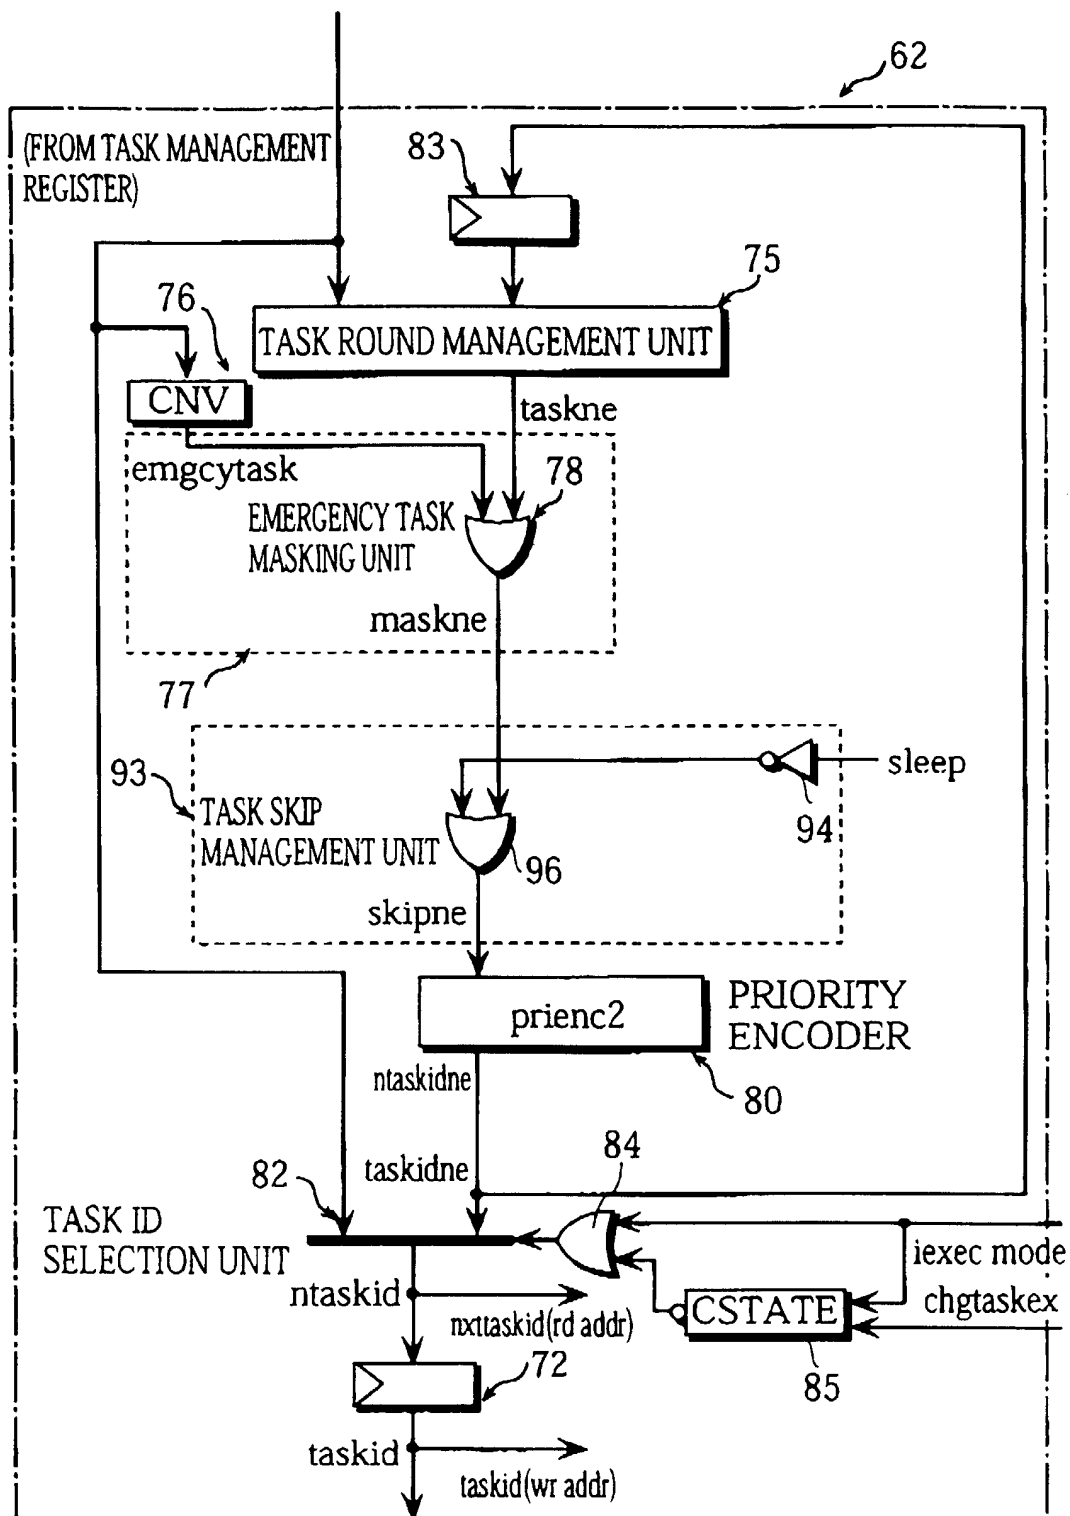 62
(FROM TASK MANAGEMENT
REGISTER)
83
75
76
TASK ROUND MANAGEMENT UNIT
CNV
taskne
emgcytask
78
EMERGENCY TASK
MASKING UNIT
maskne
77
93
sleep
94
TASK SKIP
MANAGEMENT UNIT
96
skipne
prienc2
PRIORITY
ENCODER
ntaskidne
80
84
taskidne
82
TASK ID
SELECTION UNIT
iexec mode
ntaskid
chgtaskex
CSTATE
nxttaskid(rd addr)
72
85
taskid
taskid(wr addr)